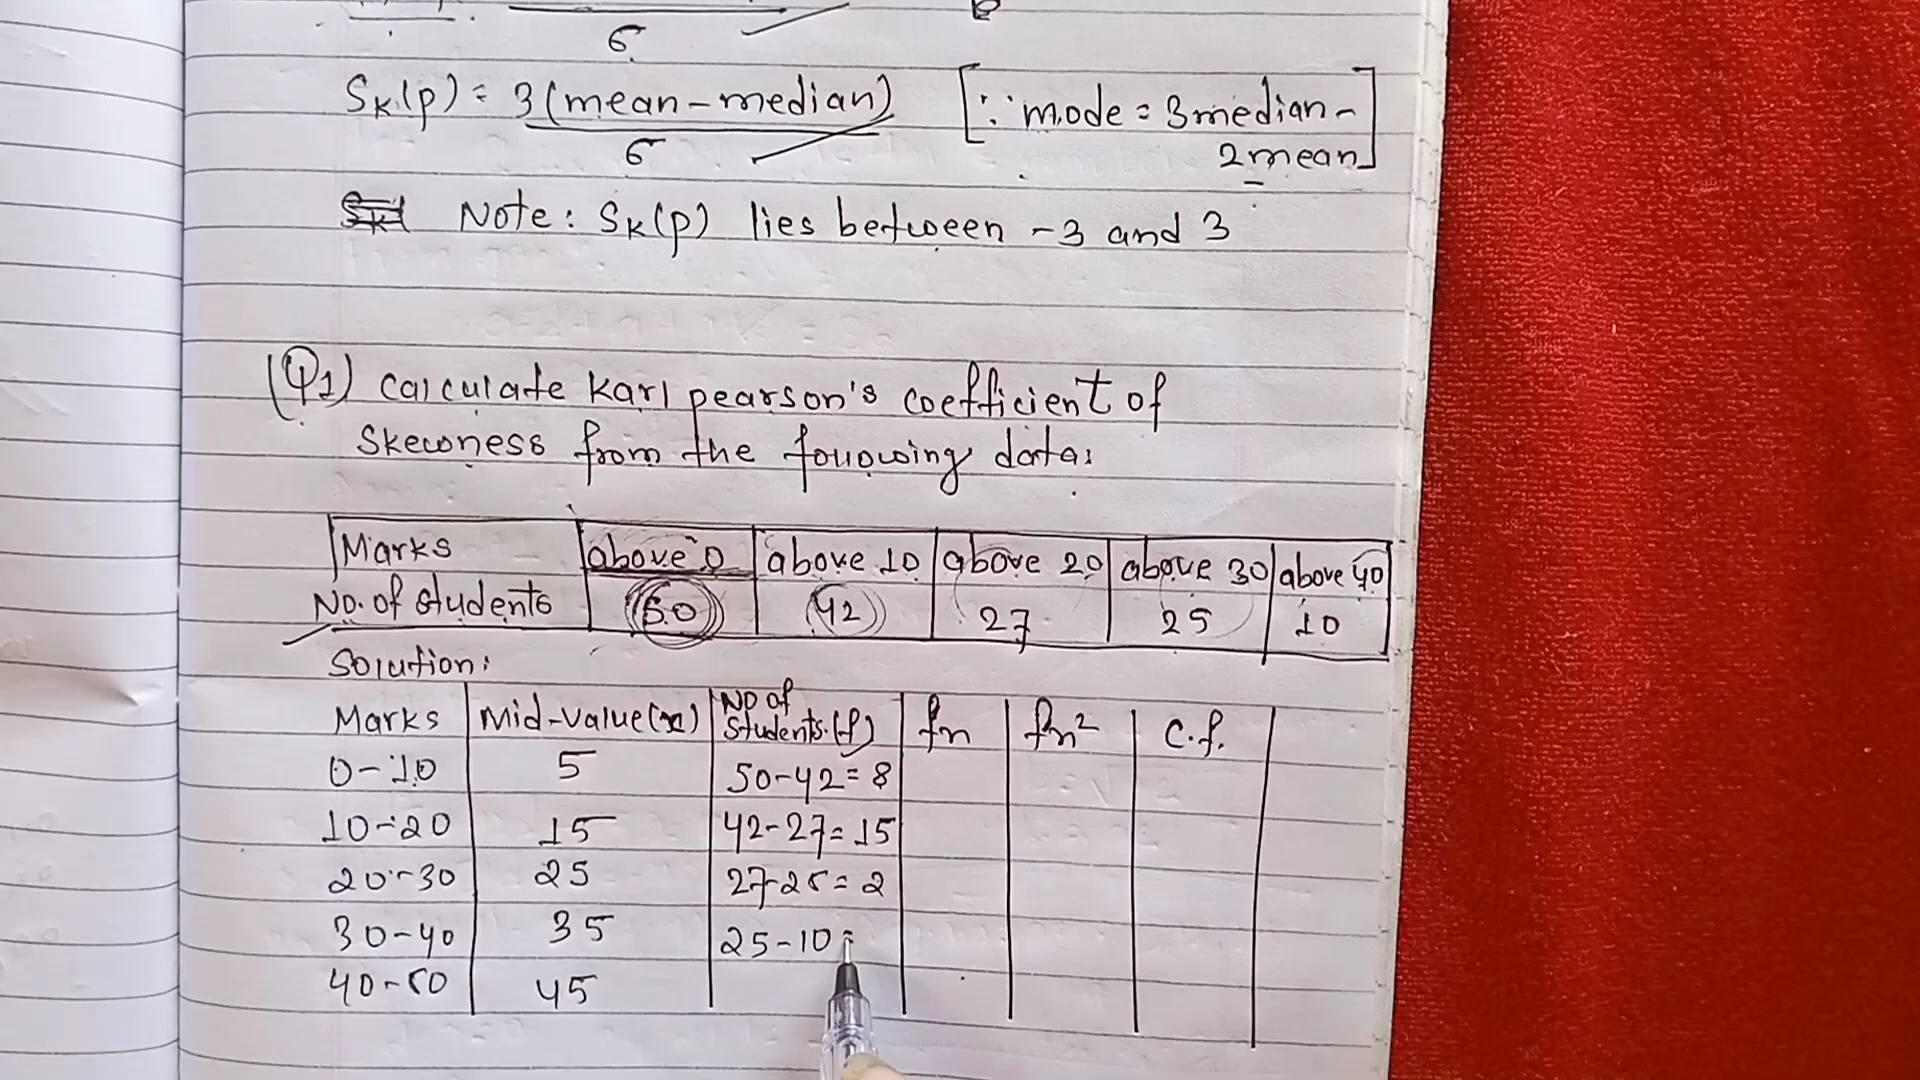 σ
Sk(p) = 3(mean-median) [∵ mode = 3median-
σ 2mean]
Note: Sk(p) lies between -3 and 3
(Q1) calculate Karl pearson's coefficient of
Skewness from the following data:
Marks above 0 above 10 above 20 above 30 above 40
No. of students 50 42 27 25 10
Solution:
Marks Mid-value(x) No of Students.(f) fx fx² c.f.
0-10 5 50-42=8
10-20 15 42-27=15
20-30 25 27-25=2
30-40 35 25-10=
40-50 45